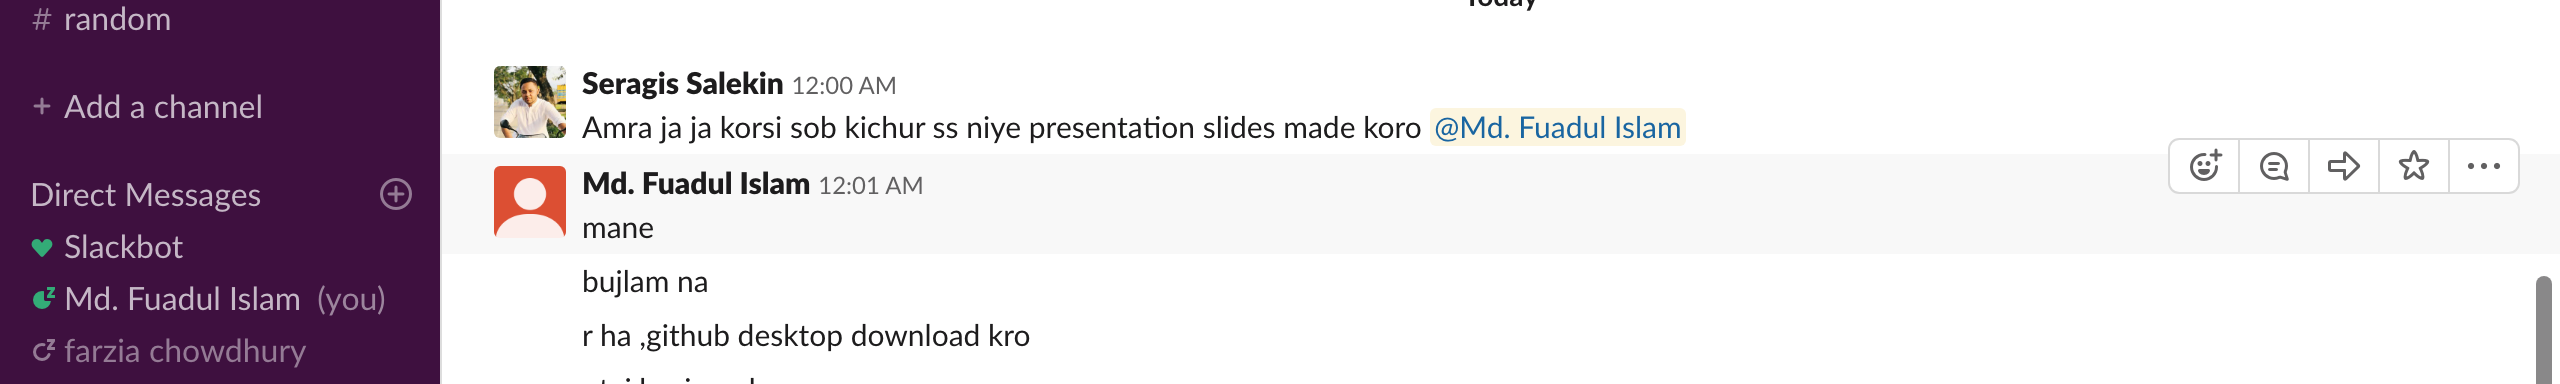 # random
+ Add a channel
Direct Messages
Slackbot
Md. Fuadul Islam (you)
farzia chowdhury
Today
Seragis Salekin 12:00 AM
Amra ja ja korsi sob kichur ss niye presentation slides made koro @Md. Fuadul Islam
Md. Fuadul Islam 12:01 AM
mane
bujlam na
r ha ,github desktop download kro